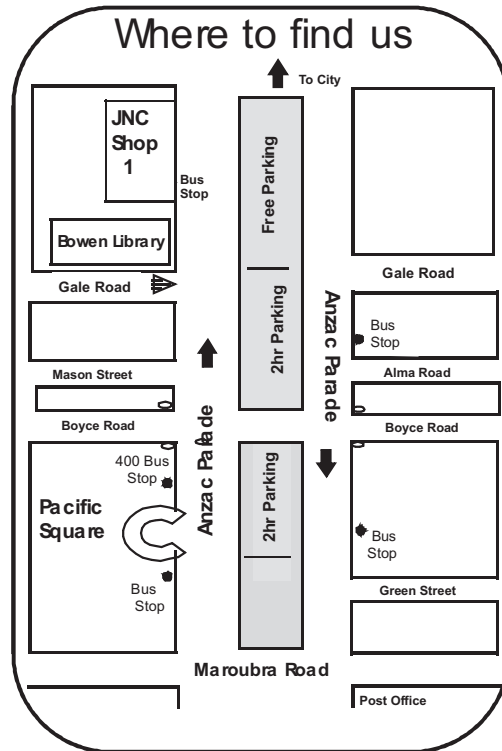 Where to find us
To City
JNC
Shop
1
Bus
Stop
Free Parking
Bowen Library
Gale Road
Gale Road
2hr Parking
Anzac Parade
Bus
Stop
Mason Street
Alma Road
Boyce Road
Boyce Road
Anzac Parade
400 Bus
Stop
2hr Parking
Pacific
Square
Bus
Stop
Bus
Stop
Green Street
Maroubra Road
Post Office